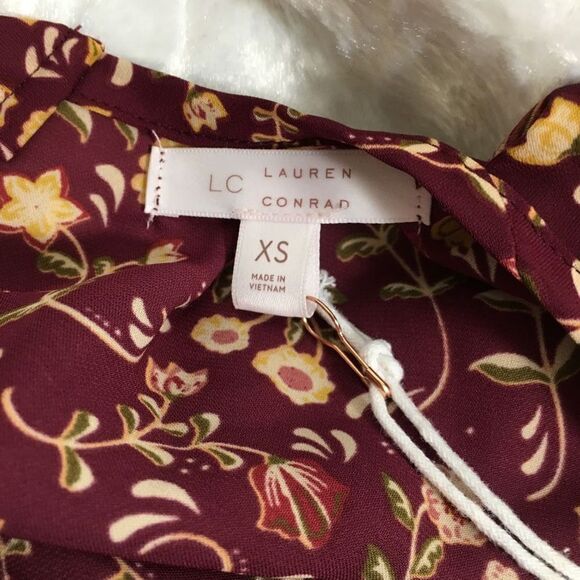 LC LAUREN
CONRAD
XS
MADE IN
VIETNAM